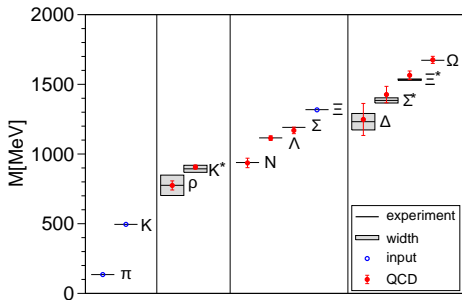 2000
1500
1000
500
0
M[MeV]
π
K
ρ
K*
N
Λ
Σ
Ξ
Δ
Σ*
Ξ*
Ω
experiment
width
input
QCD